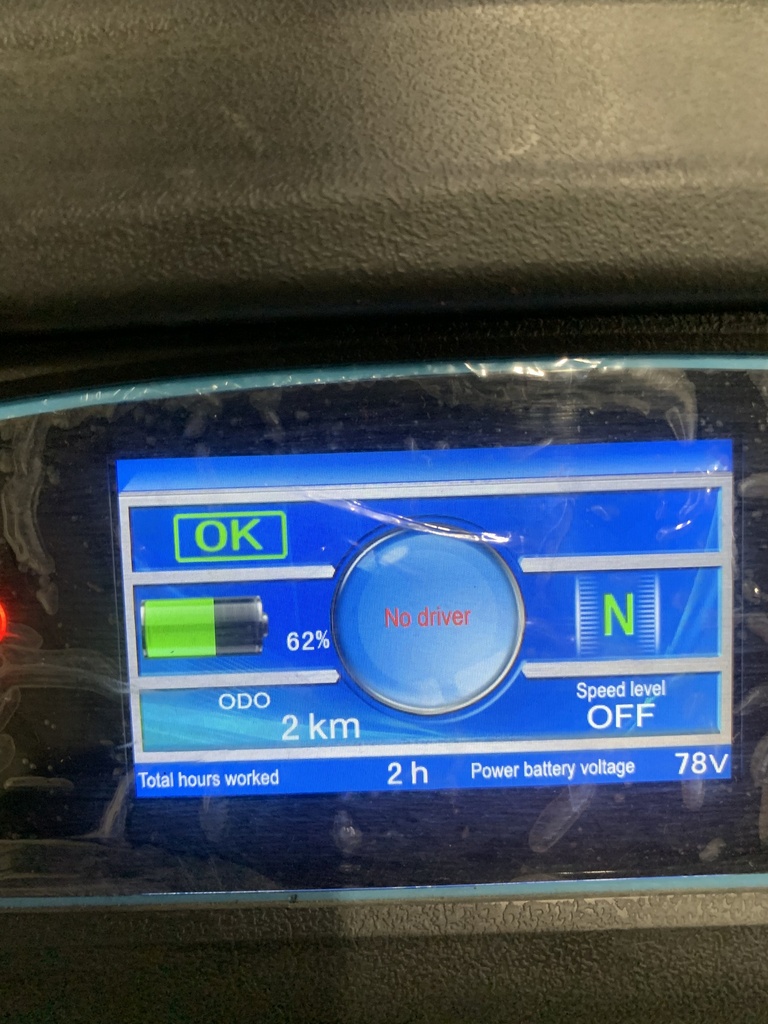 OK
No driver
62%
N
ODO
2 km
Speed level
OFF
Total hours worked 2 h Power battery voltage 78V